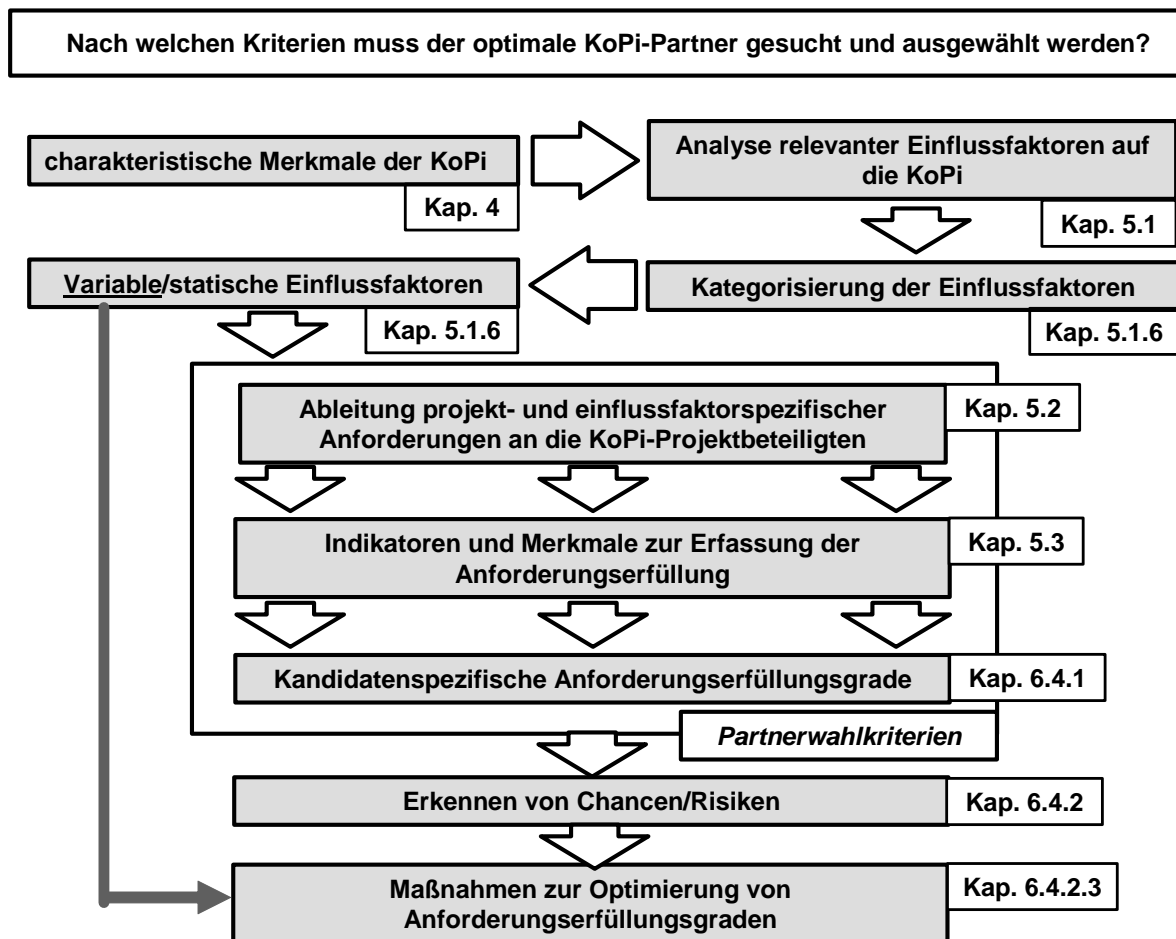 Nach welchen Kriterien muss der optimale KoPi-Partner gesucht und ausgewählt werden?
charakteristische Merkmale der KoPi
Kap. 4
Analyse relevanter Einflussfaktoren auf
die KoPi
Kap. 5.1
Variable/statische Einflussfaktoren
Kap. 5.1.6
Kategorisierung der Einflussfaktoren
Kap. 5.1.6
Ableitung projekt- und einflussfaktorspezifischer
Anforderungen an die KoPi-Projektbeteiligten
Kap. 5.2
Indikatoren und Merkmale zur Erfassung der
Anforderungserfüllung
Kap. 5.3
Kandidatenspezifische Anforderungserfüllungsgrade
Kap. 6.4.1
Partnerwahlkriterien
Erkennen von Chancen/Risiken
Kap. 6.4.2
Maßnahmen zur Optimierung von
Anforderungserfüllungsgraden
Kap. 6.4.2.3